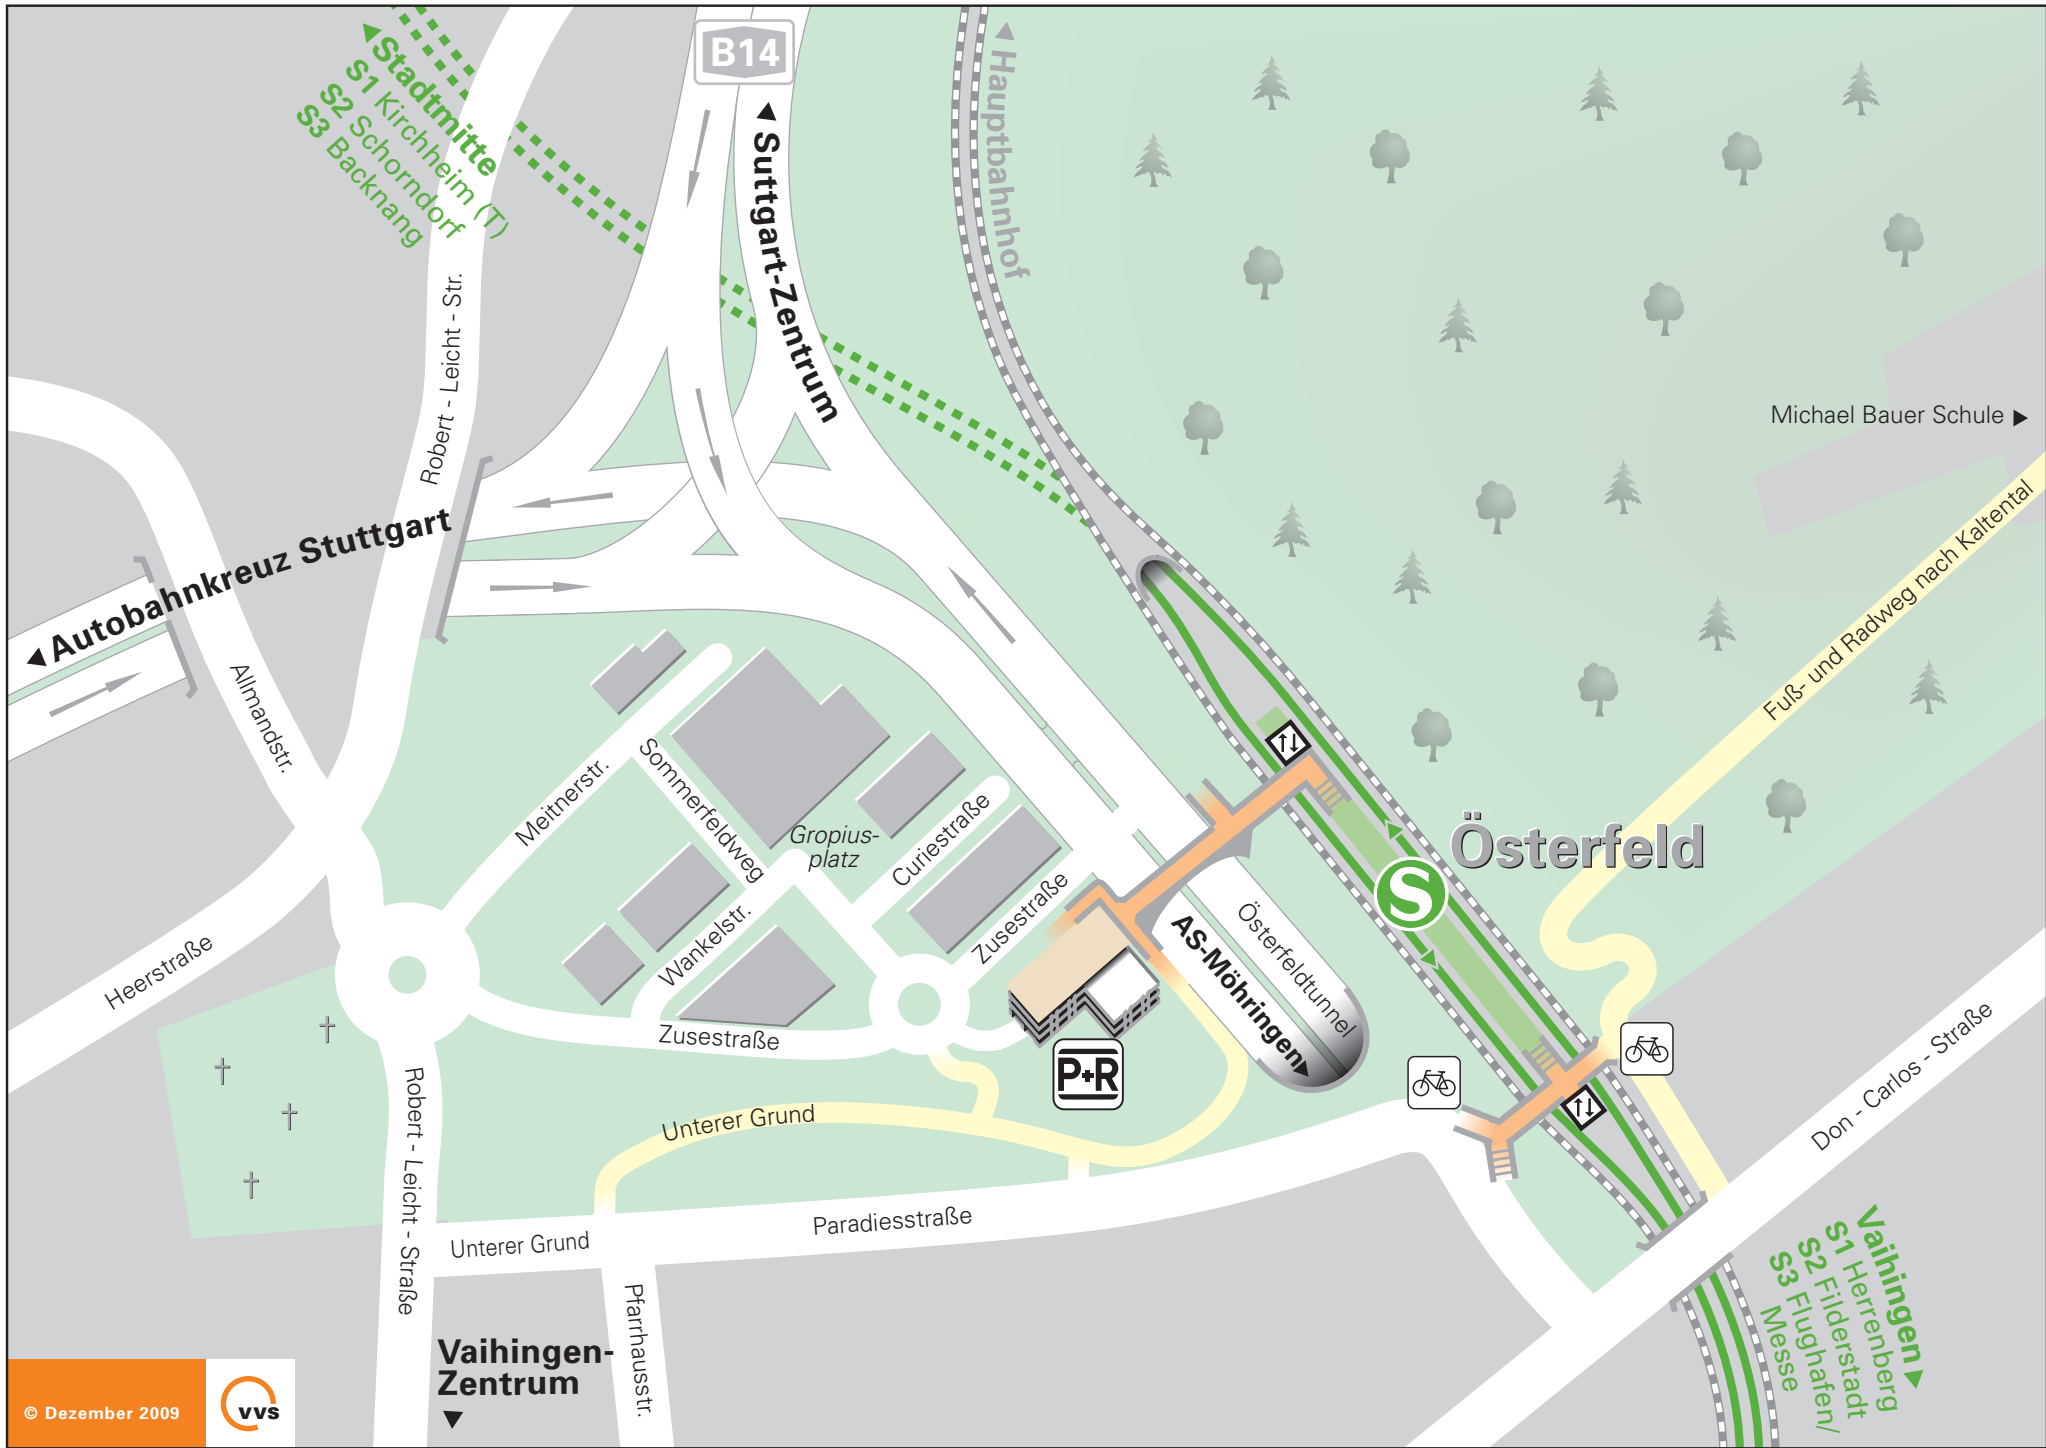 B14
Stadtmitte
S1 Kirchheim (T)
S2 Schorndorf
S3 Backnang
Suttgart-Zentrum
Hauptbahnhof
Robert - Leicht - Str.
Michael Bauer Schule
Autobahnkreuz Stuttgart
Fuß- und Radweg nach Kaltental
Allmandstr.
Meitnerstr.
Sommerfeldweg
Gropius-
platz
Curiestraße
Österfeld
S
Zusestraße
Wankelstr.
Heerstraße
AS-Möhringen
Österfeldtunnel
Zusestraße
P+R
Don - Carlos - Straße
Unterer Grund
Robert - Leicht - Straße
Paradiesstraße
Unterer Grund
Pfarrhausstr.
Vaihingen-
Zentrum
Vaihingen
S1 Herrenberg
S2 Filderstadt
S3 Flughafen/
Messe
© Dezember 2009
vvs